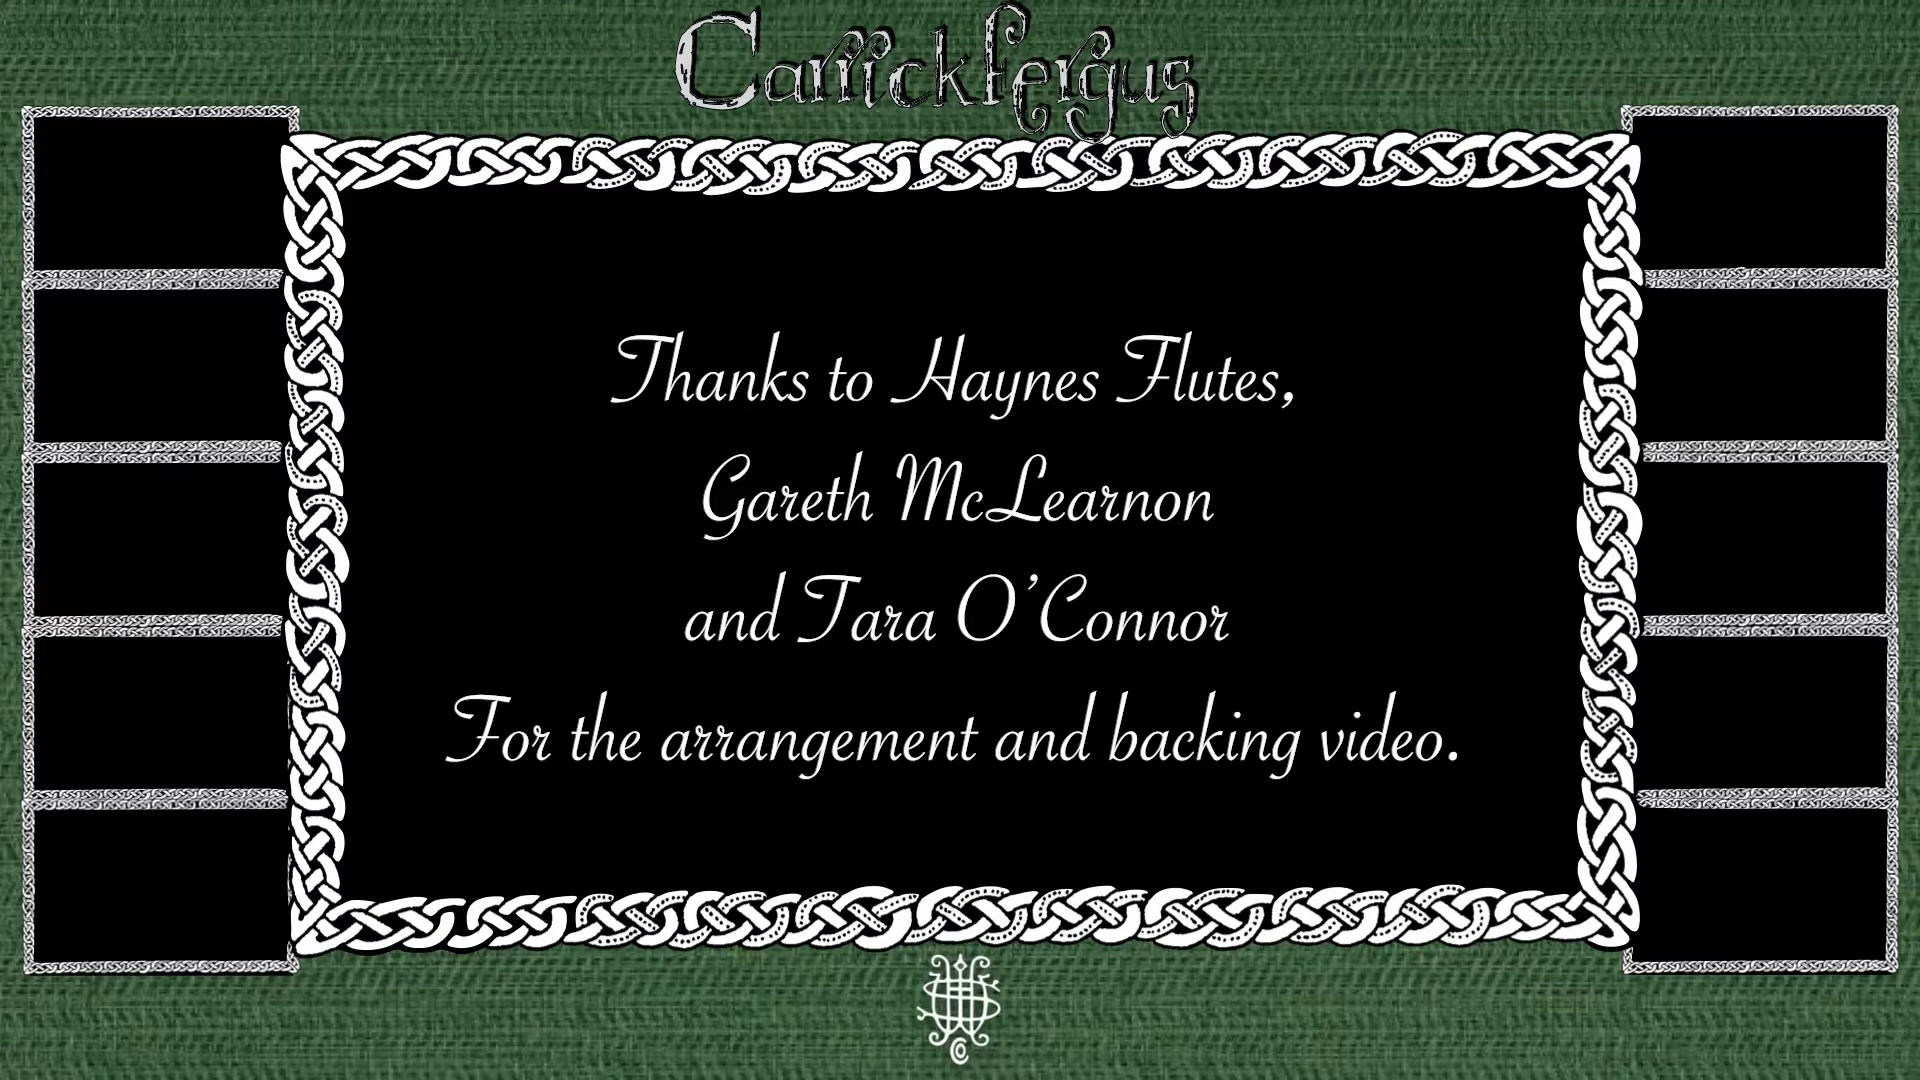 Carrickfergus
Thanks to Haynes Flutes,
Gareth McLearnon
and Tara O'Connor
For the arrangement and backing video.